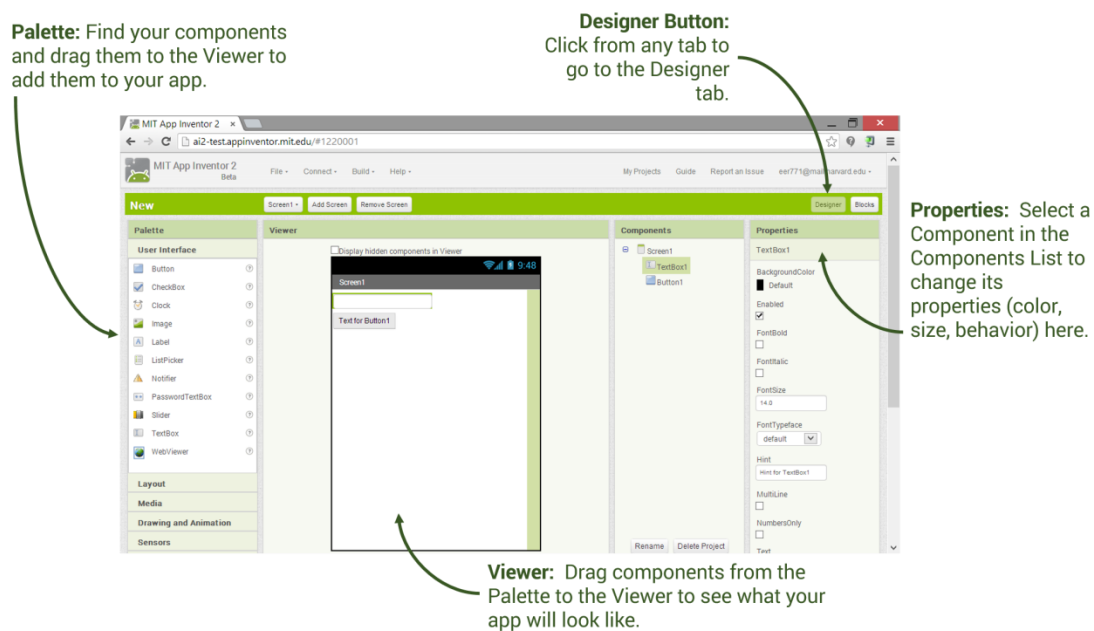 Palette: Find your components
and drag them to the Viewer to
add them to your app.
Designer Button:
Click from any tab to
go to the Designer
tab.
MIT App Inventor 2 ×
ai2-test.appinventor.mit.edu/#1220001
MIT App Inventor 2
Beta
File Connect Build Help
My Projects Guide Report an Issue
New
Screen1 Add Screen Remove Screen
Designer Blocks
Palette
User Interface
Button
CheckBox
Clock
Image
Label
ListPicker
Notifier
PasswordTextBox
Slider
TextBox
WebViewer
Layout
Media
Drawing and Animation
Sensors
Viewer
Display hidden components in Viewer
9:48
Screen1
Text for Button1
Components
Screen1
TextBox1
Button1
Rename Delete Project
Properties
TextBox1
BackgroundColor
Default
Enabled
FontBold
FontItalic
FontSize
14.0
FontTypeface
default
Hint
Hint for TextBox1
MultiLine
NumbersOnly
Text
Properties: Select a
Component in the
Components List to
change its
properties (color,
size, behavior) here.
Viewer: Drag components from the
Palette to the Viewer to see what your
app will look like.